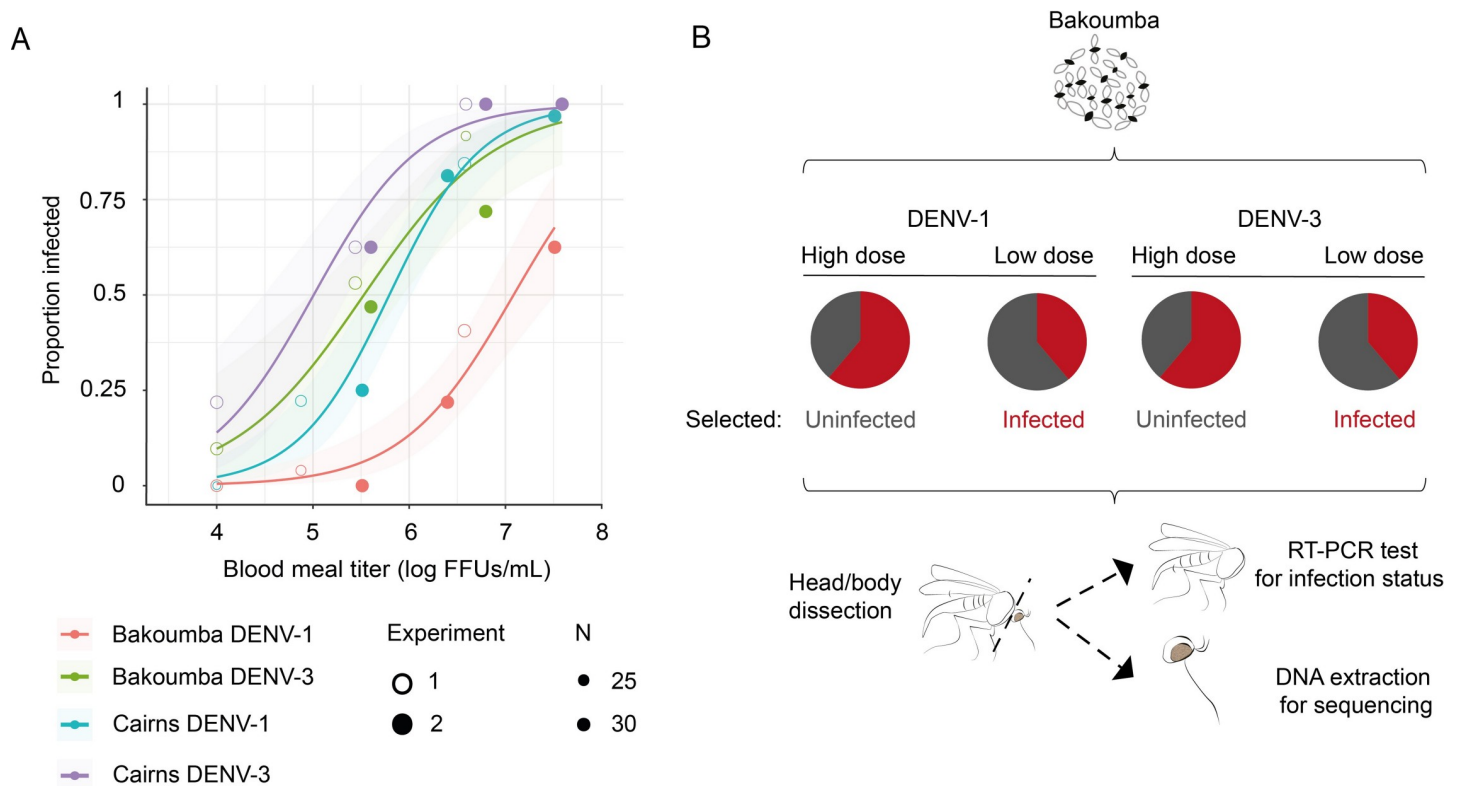 A
Proportion infected
1
0.75
0.5
0.25
0
4 5 6 7 8
Blood meal titer (log FFUs/mL)
Bakoumba DENV-1
Bakoumba DENV-3
Cairns DENV-1
Cairns DENV-3
Experiment
1
2
N
25
30
B
Bakoumba
DENV-1 DENV-3
High dose Low dose High dose Low dose
Selected: Uninfected Infected Uninfected Infected
Head/body
dissection
RT-PCR test
for infection status
DNA extraction
for sequencing